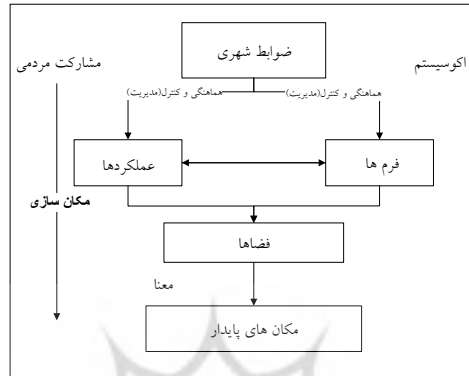 ضوابط شهری
اکوسیستم
مشارکت مردمی
هماهنگی و کنترل(مدیریت)
هماهنگی و کنترل(مدیریت)
فرم ها
عملکردها
مکان سازی
فضاها
معنا
مکان های پایدار